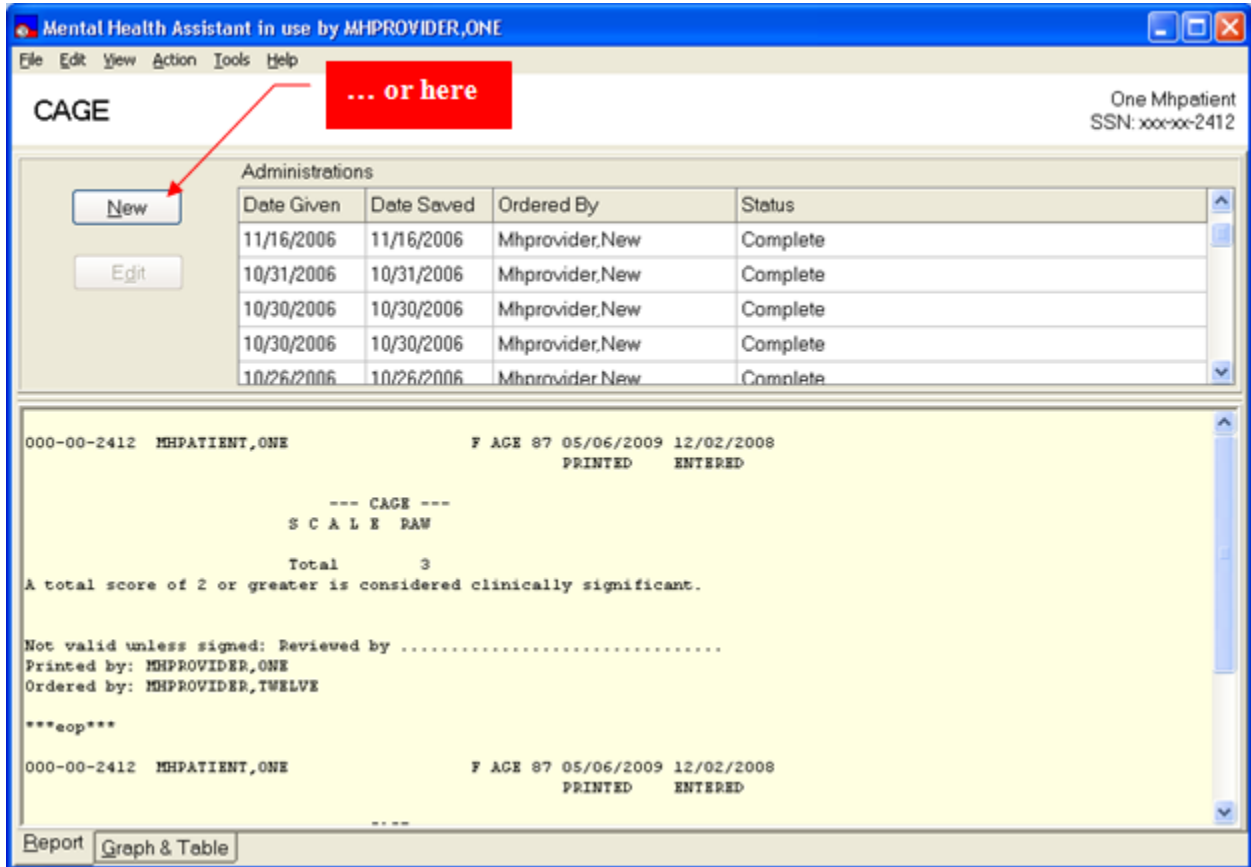 Mental Health Assistant in use by MHPROVIDER,ONE
File Edit View Action Tools Help
... or here
CAGE
One Mhpatient
SSN: xxx-xx-2412
Administrations
New
Date Given Date Saved Ordered By Status
11/16/2006 11/16/2006 Mhprovider,New Complete
Edit
10/31/2006 10/31/2006 Mhprovider,New Complete
10/30/2006 10/30/2006 Mhprovider,New Complete
10/30/2006 10/30/2006 Mhprovider,New Complete
10/26/2006 10/26/2006 Mhprovider,New Complete
000-00-2412 MHPATIENT,ONE F AGE 87 05/06/2009 12/02/2008
PRINTED ENTERED
--- CAGE ---
S C A L E RAW
Total 3
A total score of 2 or greater is considered clinically significant.
Not valid unless signed: Reviewed by ................................
Printed by: MHPROVIDER,ONE
Ordered by: MHPROVIDER,TWELVE
***eop***
000-00-2412 MHPATIENT,ONE F AGE 87 05/06/2009 12/02/2008
PRINTED ENTERED
Report Graph & Table